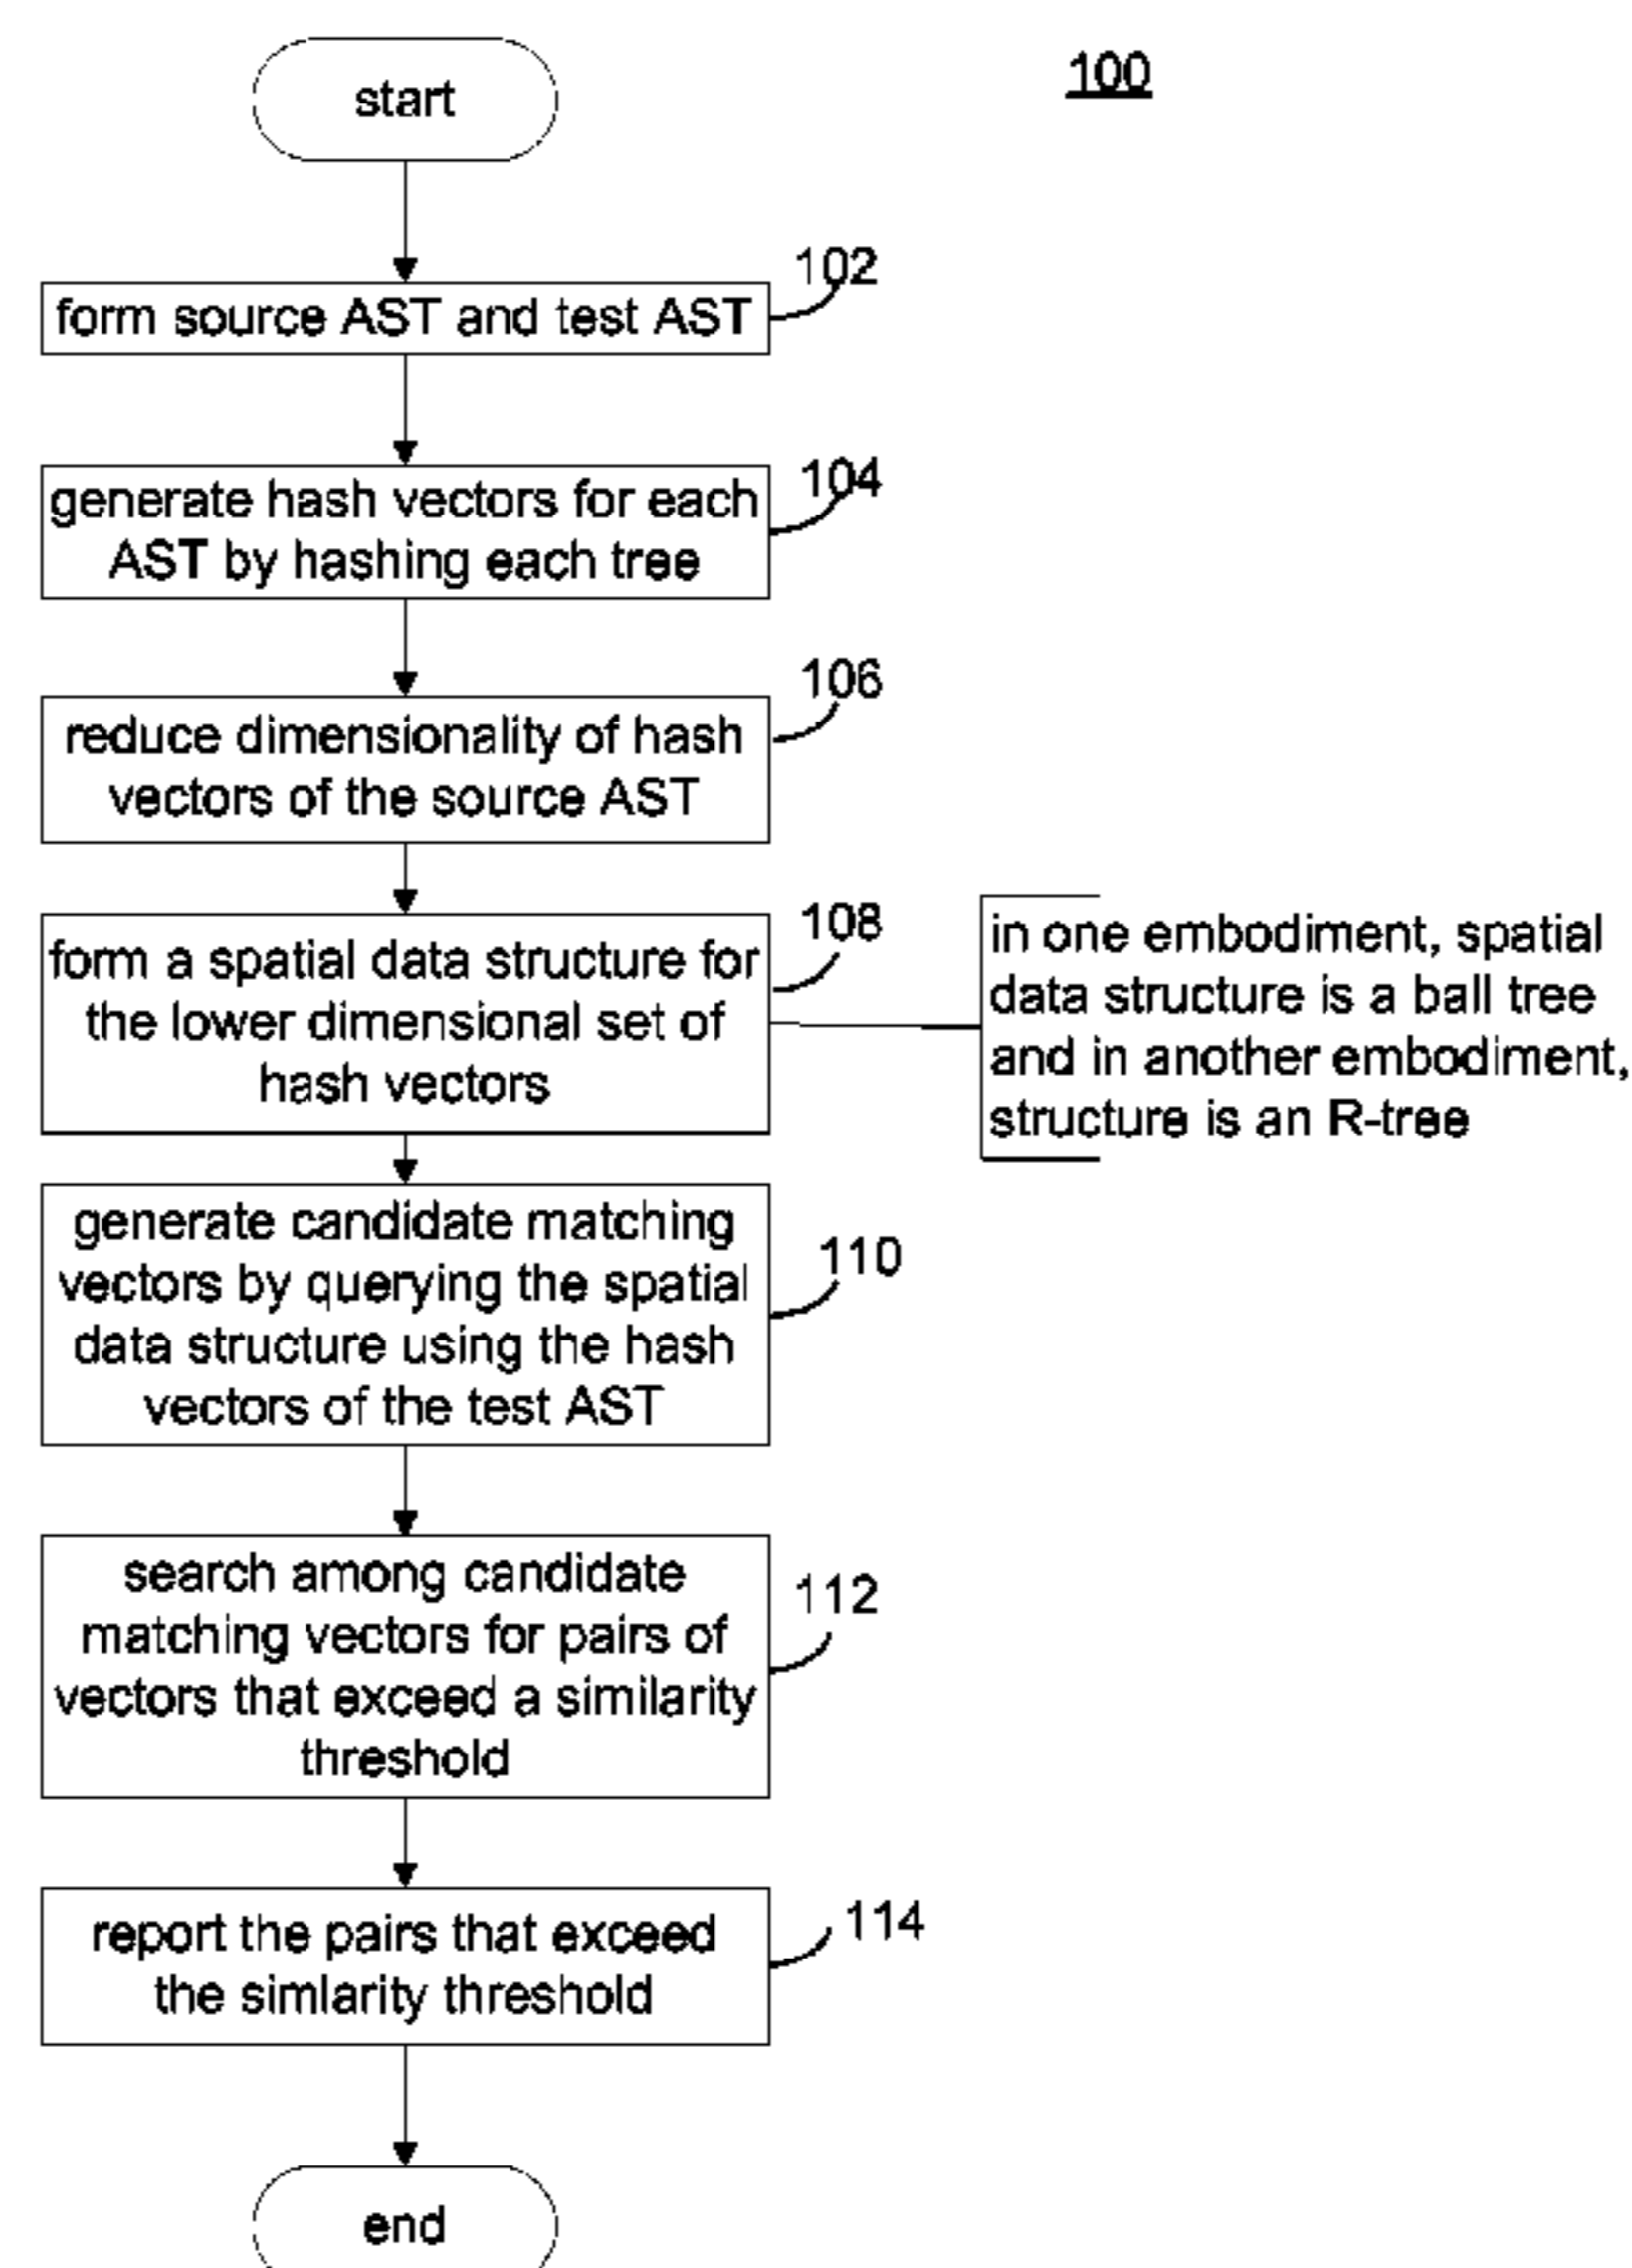 start
100
102
form source AST and test AST
104
generate hash vectors for each
AST by hashing each tree
106
reduce dimensionality of hash
vectors of the source AST
108
form a spatial data structure for
the lower dimensional set of
hash vectors
in one embodiment, spatial
data structure is a ball tree
and in another embodiment,
structure is an R-tree
110
generate candidate matching
vectors by querying the spatial
data structure using the hash
vectors of the test AST
112
search among candidate
matching vectors for pairs of
vectors that exceed a similarity
threshold
114
report the pairs that exceed
the simlarity threshold
end